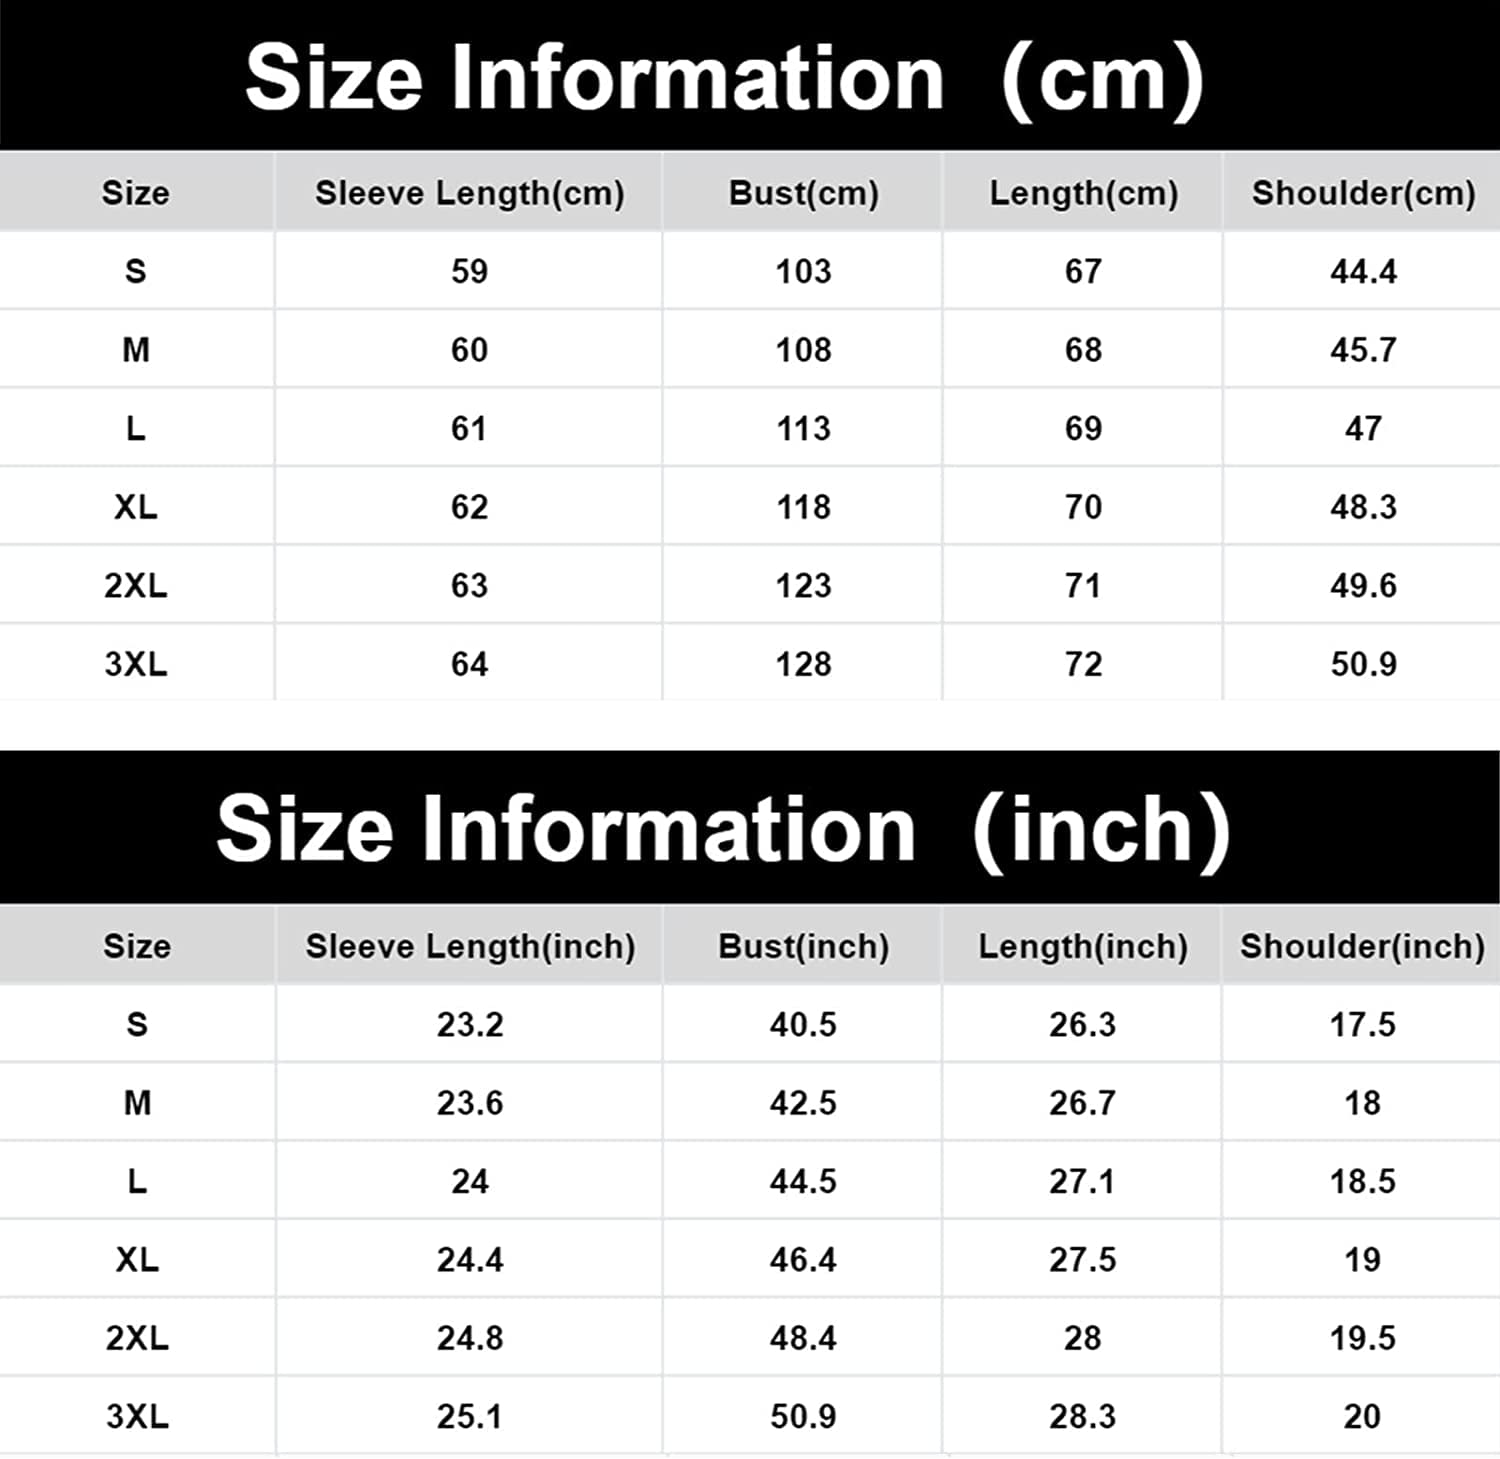 Size Information（cm）
Size Sleeve Length(cm) Bust(cm) Length(cm) Shoulder(cm)
S 59 103 67 44.4
M 60 108 68 45.7
L 61 113 69 47
XL 62 118 70 48.3
2XL 63 123 71 49.6
3XL 64 128 72 50.9
Size Information（inch）
Size Sleeve Length(inch) Bust(inch) Length(inch) Shoulder(inch)
S 23.2 40.5 26.3 17.5
M 23.6 42.5 26.7 18
L 24 44.5 27.1 18.5
XL 24.4 46.4 27.5 19
2XL 24.8 48.4 28 19.5
3XL 25.1 50.9 28.3 20